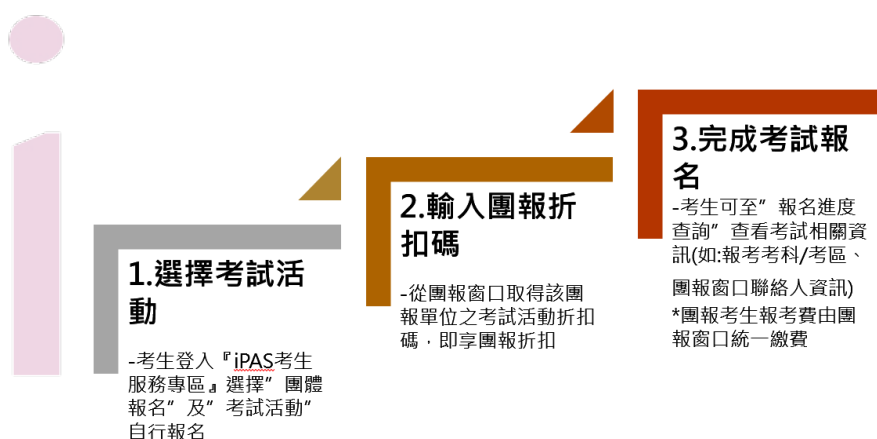 1.選擇考試活
動
-考生登入『iPAS考生
服務專區』選擇”團體
報名”及”考試活動”
自行報名
2.輸入團報折
扣碼
-從團報窗口取得該團
報單位之考試活動折扣
碼，即享團報折扣
3.完成考試報
名
-考生可至”報名進度
查詢”查看考試相關資
訊(如:報考考科/考區、
團報窗口聯絡人資訊)
*團報考生報考費由團
報窗口統一繳費